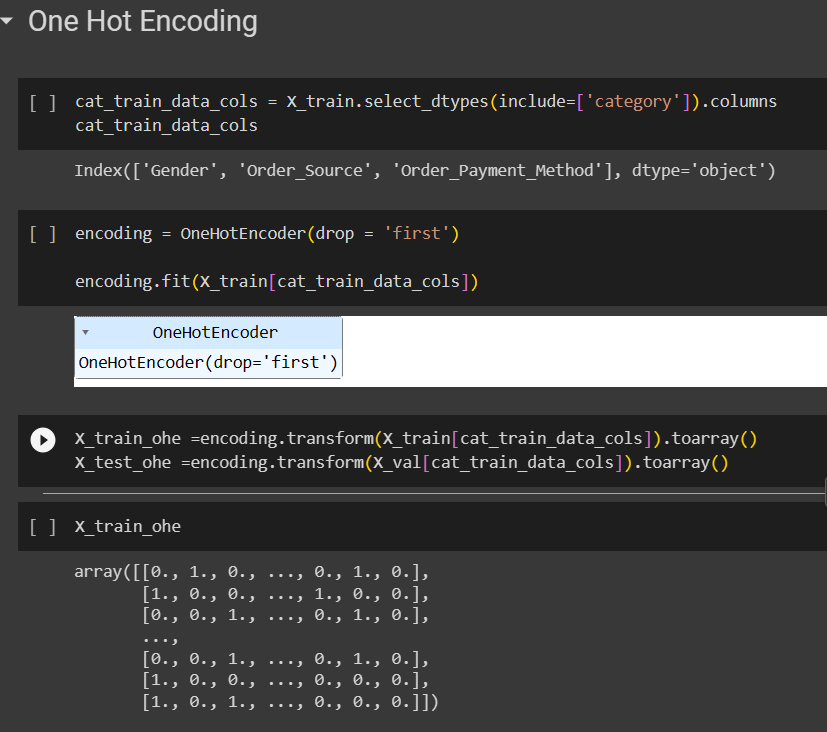 One Hot Encoding
[ ] cat_train_data_cols = X_train.select_dtypes(include=['category']).columns
cat_train_data_cols
Index(['Gender', 'Order_Source', 'Order_Payment_Method'], dtype='object')
[ ] encoding = OneHotEncoder(drop = 'first')
encoding.fit(X_train[cat_train_data_cols])
OneHotEncoder
OneHotEncoder(drop='first')
X_train_ohe =encoding.transform(X_train[cat_train_data_cols]).toarray()
X_test_ohe =encoding.transform(X_val[cat_train_data_cols]).toarray()
[ ] X_train_ohe
array([[0., 1., 0., ..., 0., 1., 0.],
[1., 0., 0., ..., 1., 0., 0.],
[0., 0., 1., ..., 0., 1., 0.],
...,
[0., 0., 1., ..., 0., 1., 0.],
[1., 0., 0., ..., 0., 0., 0.],
[1., 0., 1., ..., 0., 0., 0.]])